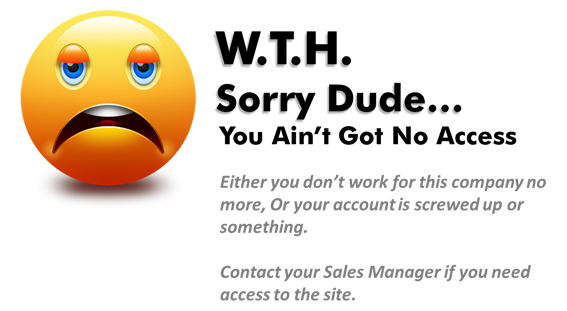 W.T.H.
Sorry Dude...
You Ain't Got No Access
Either you don't work for this company no
more, Or your account is screwed up or
something.
Contact your Sales Manager if you need
access to the site.